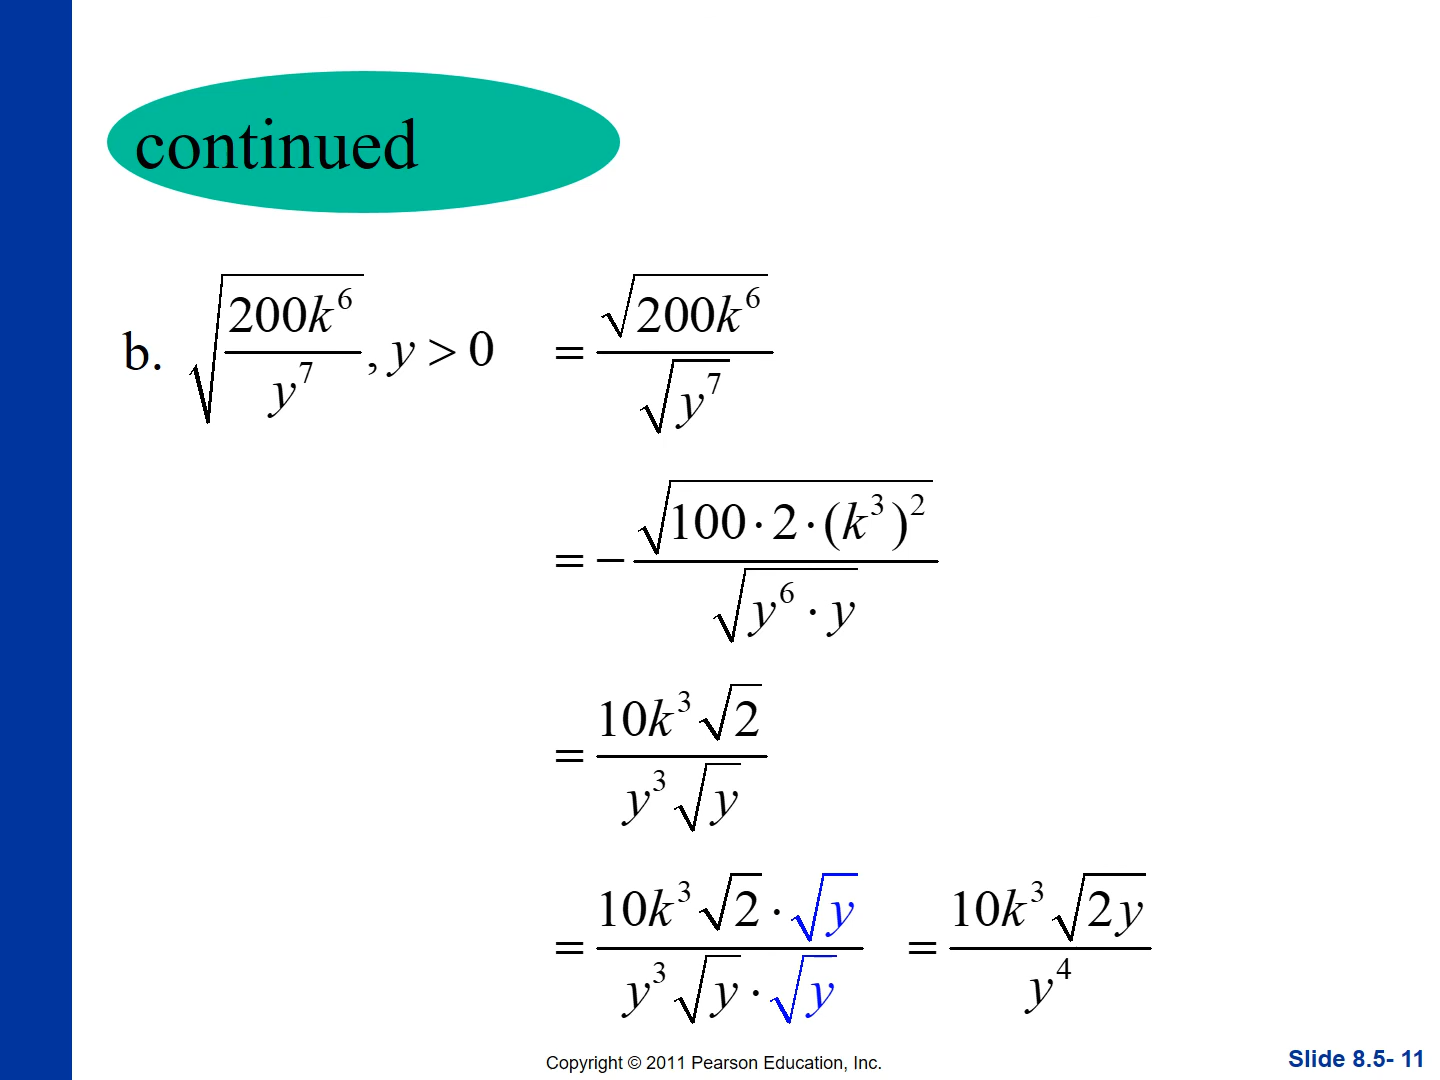 continued
b. √(200k⁶/y⁷), y > 0 = √(200k⁶)/√(y⁷)
= −√(100 · 2 · (k³)²)/√(y⁶ · y)
= 10k³√2/(y³√y)
= (10k³√2 · √y)/(y³√y · √y) = 10k³√(2y)/y⁴
Copyright © 2011 Pearson Education, Inc.
Slide 8.5- 11